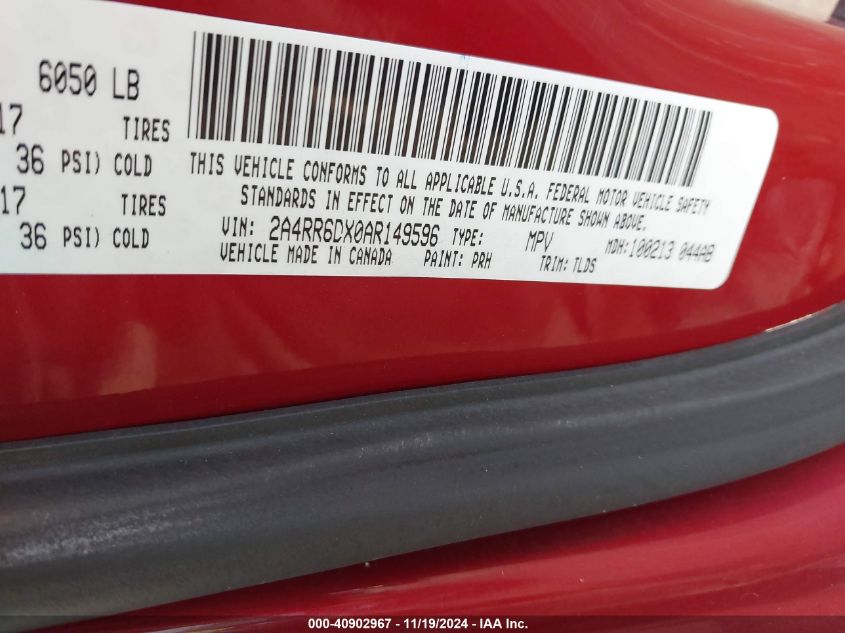 6050 LB
17 TIRES
36 PSI) COLD
17 TIRES
36 PSI) COLD
THIS VEHICLE CONFORMS TO ALL APPLICABLE U.S.A. FEDERAL MOTOR VEHICLE SAFETY
STANDARDS IN EFFECT ON THE DATE OF MANUFACTURE SHOWN ABOVE.
VIN: 2A4RR6DX0AR149596 TYPE: MPV MDH:100213 044AB
VEHICLE MADE IN CANADA PAINT: PRH TRIM: TLDS
000-40902967 - 11/19/2024 - IAA Inc.